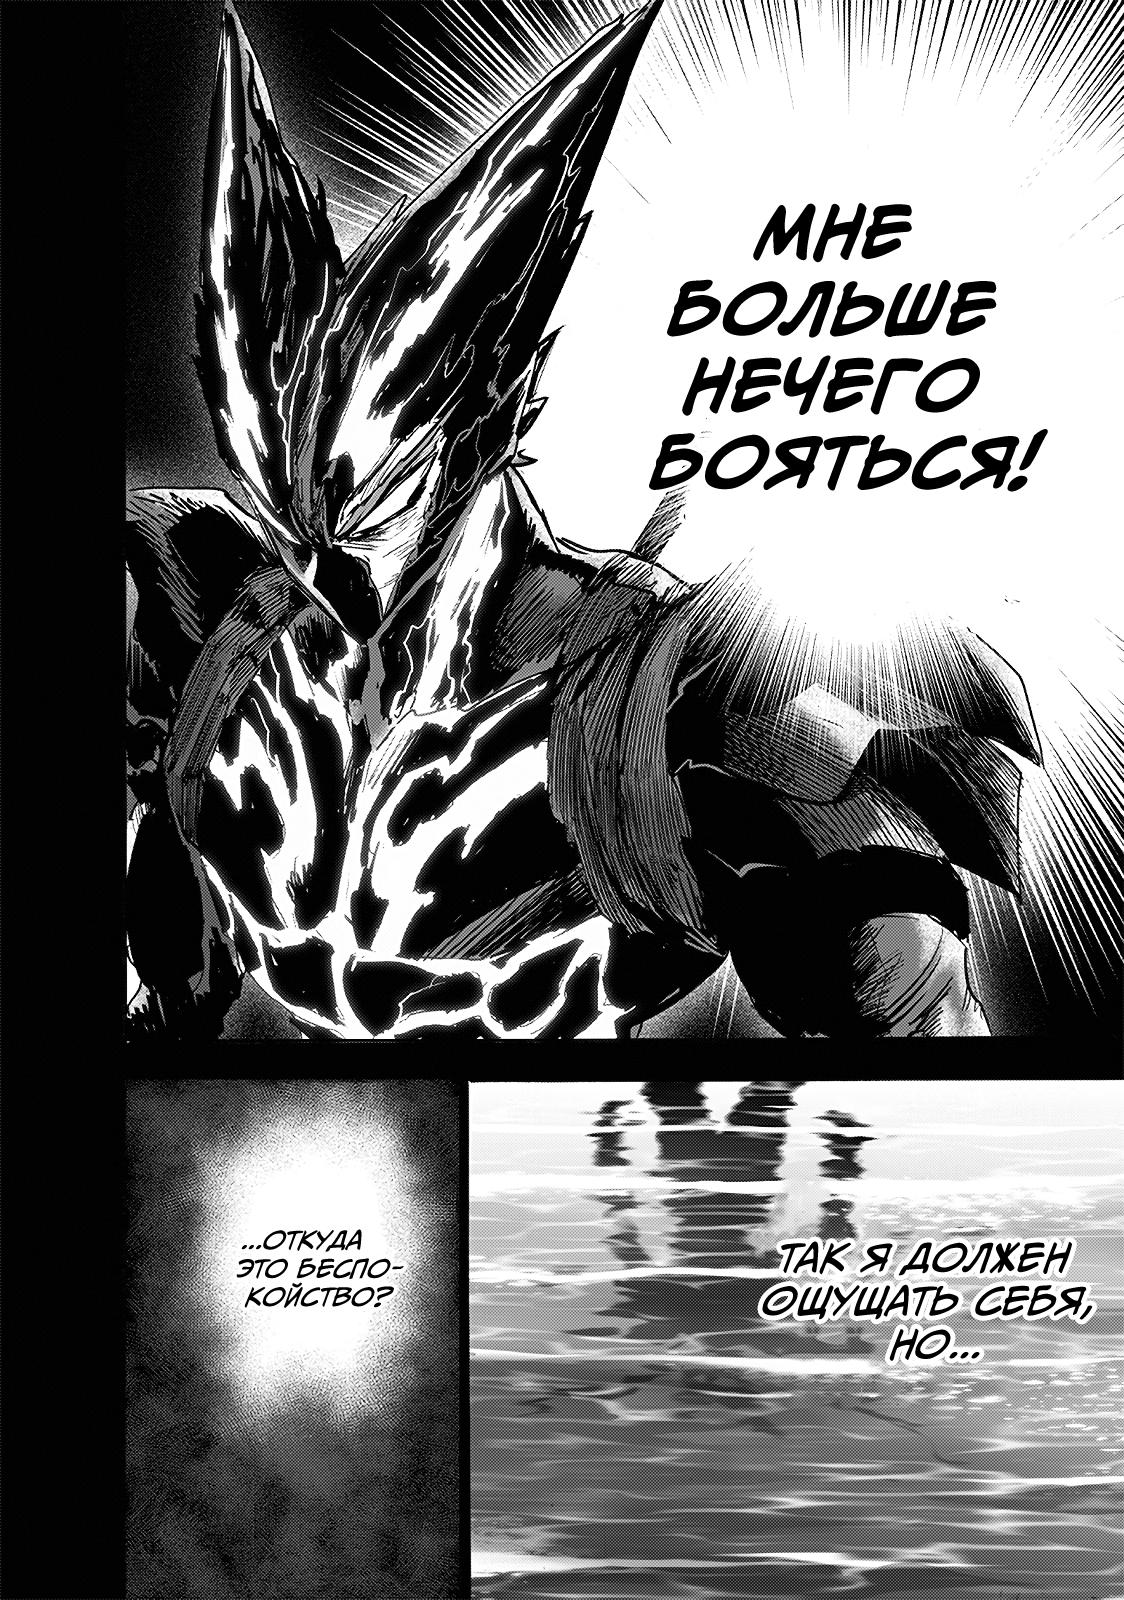 МНЕ
БОЛЬШЕ
НЕЧЕГО
БОЯТЬСЯ!
ТАК Я ДОЛЖЕН
ОЩУЩАТЬ СЕБЯ,
НО...
...ОТКУДА
ЭТО БЕСПО-
КОЙСТВО?